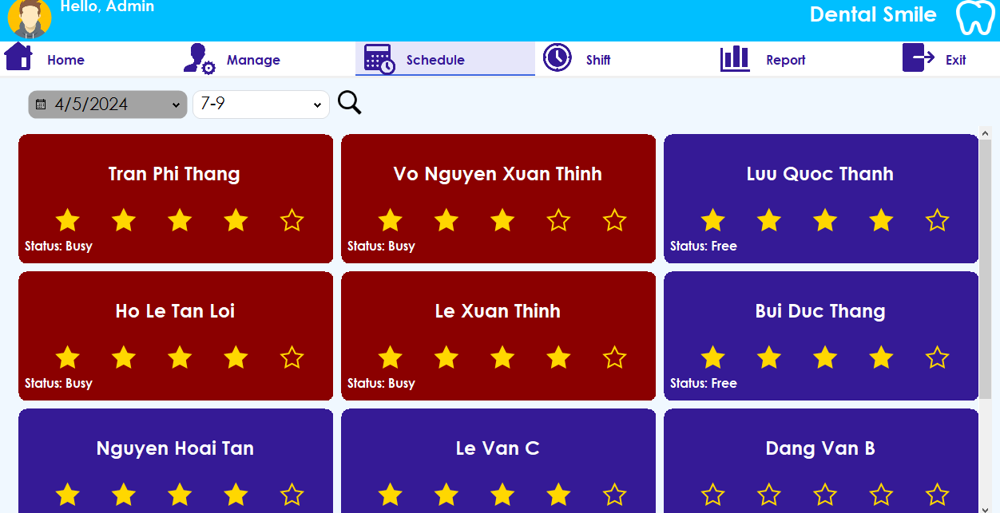 Hello, Admin
Dental Smile
Home
Manage
Schedule
Shift
Report
Exit
4/5/2024
7-9
Tran Phi Thang
Status: Busy
Vo Nguyen Xuan Thinh
Status: Busy
Luu Quoc Thanh
Status: Free
Ho Le Tan Loi
Status: Busy
Le Xuan Thinh
Status: Busy
Bui Duc Thang
Status: Free
Nguyen Hoai Tan
Le Van C
Dang Van B